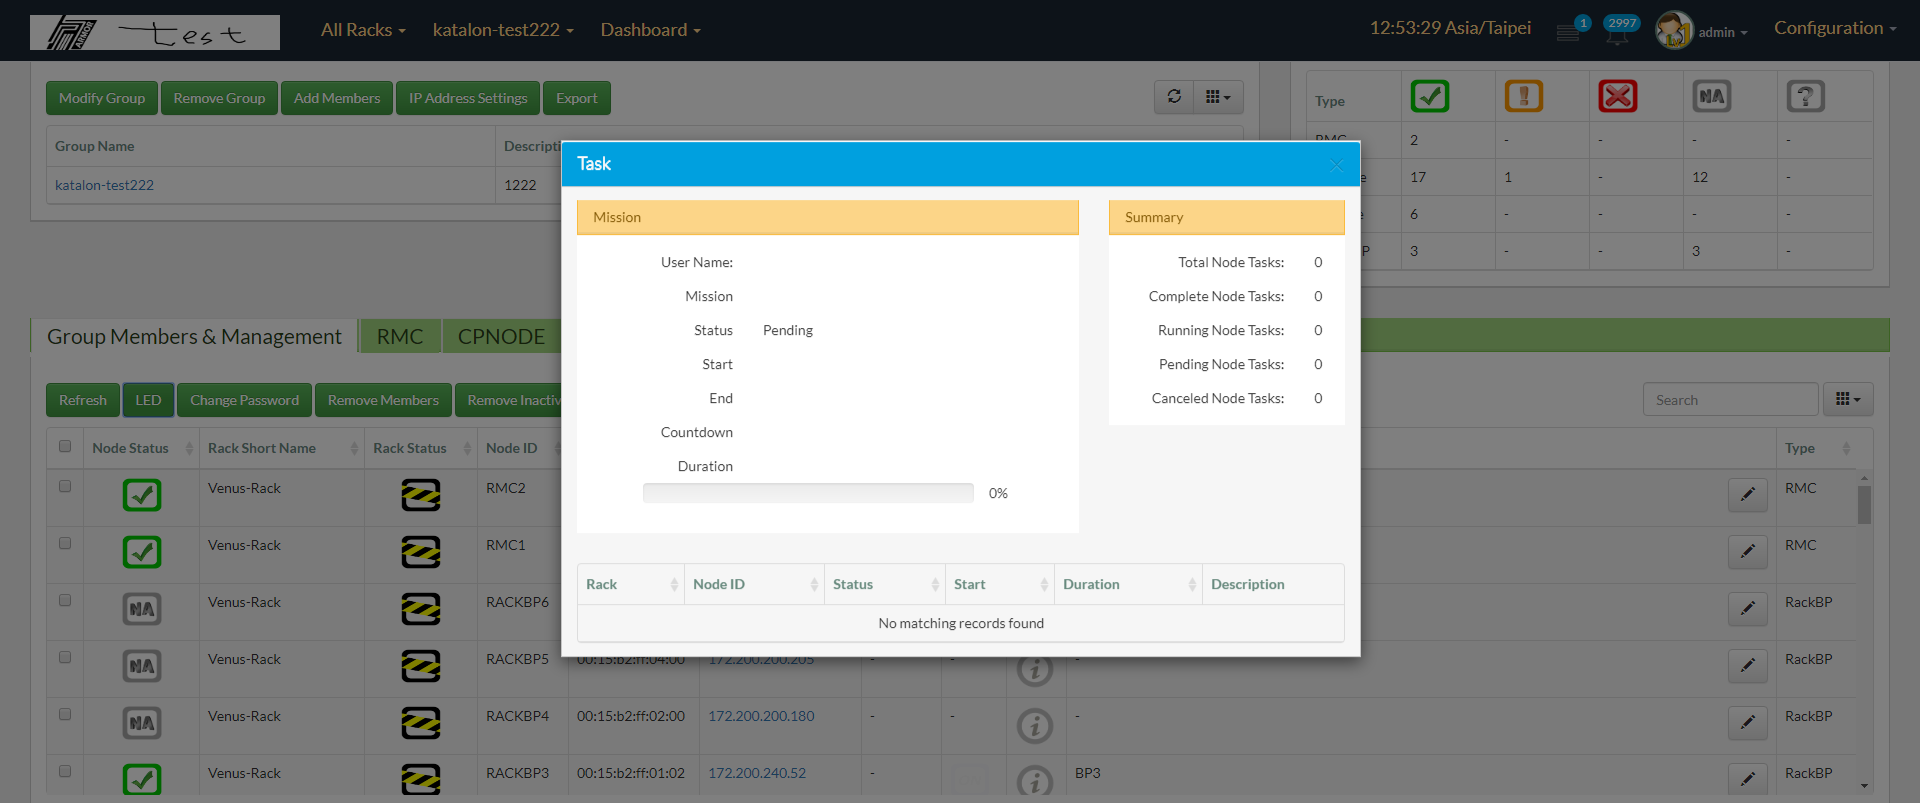 ARMOR test All Racks katalon-test222 Dashboard 12:53:29 Asia/Taipei 1 2997 admin Configuration
Modify Group Remove Group Add Members IP Address Settings Export
Group Name
katalon-test222 1222
Type NA ?
2 - - - -
17 1 - 12 -
6 - - - -
3 - - 3 -
Task
Mission
User Name:
Mission
Status Pending
Start
End
Countdown
Duration
0%
Summary
Total Node Tasks: 0
Complete Node Tasks: 0
Running Node Tasks: 0
Pending Node Tasks: 0
Canceled Node Tasks: 0
Rack Node ID Status Start Duration Description
No matching records found
Group Members & Management RMC CPNODE
Refresh LED Change Password Remove Members Remove Search
Node Status Rack Short Name Rack Status Node ID Type
Venus-Rack RMC2 RMC
Venus-Rack RMC1 RMC
NA Venus-Rack RACKBP6 RackBP
NA Venus-Rack RACKBP5 00:15:b2:ff:04:00 172.200.200.205 - - i - RackBP
NA Venus-Rack RACKBP4 00:15:b2:ff:02:00 172.200.200.180 - - i - RackBP
Venus-Rack RACKBP3 00:15:b2:ff:01:02 172.200.240.52 - i BP3 RackBP